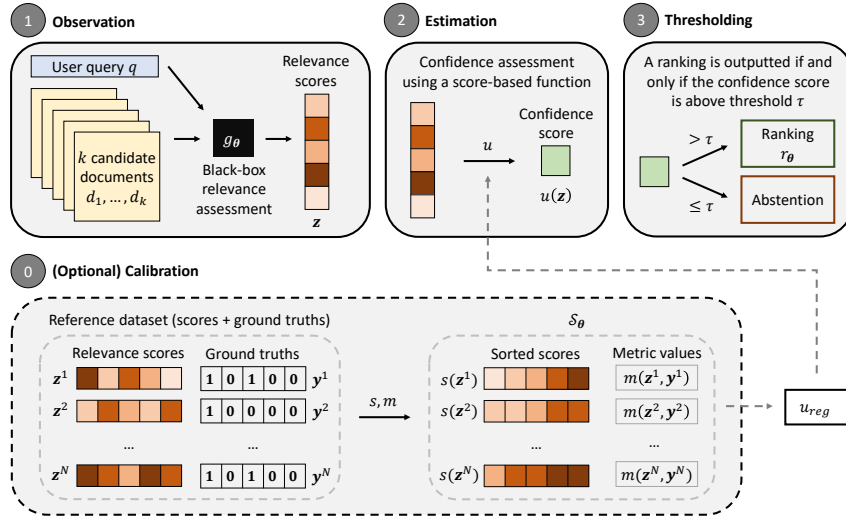 1 Observation
User query q
k candidate
documents
d₁, …, dₖ
g_θ
Black-box
relevance
assessment
Relevance
scores
z
2 Estimation
Confidence assessment
using a score-based function
u
Confidence
score
u(z)
3 Thresholding
A ranking is outputted if and
only if the confidence score
is above threshold τ
> τ
Ranking
r_θ
≤ τ
Abstention
0 (Optional) Calibration
Reference dataset (scores + ground truths)
Relevance scores Ground truths
z¹ 1 0 1 0 0 y¹
z² 1 0 0 0 0 y²
... ...
zᴺ 1 0 1 0 0 yᴺ
s, m
S_θ
Sorted scores Metric values
s(z¹) m(z¹, y¹)
s(z²) m(z², y²)
... ...
s(zᴺ) m(zᴺ, yᴺ)
u_reg